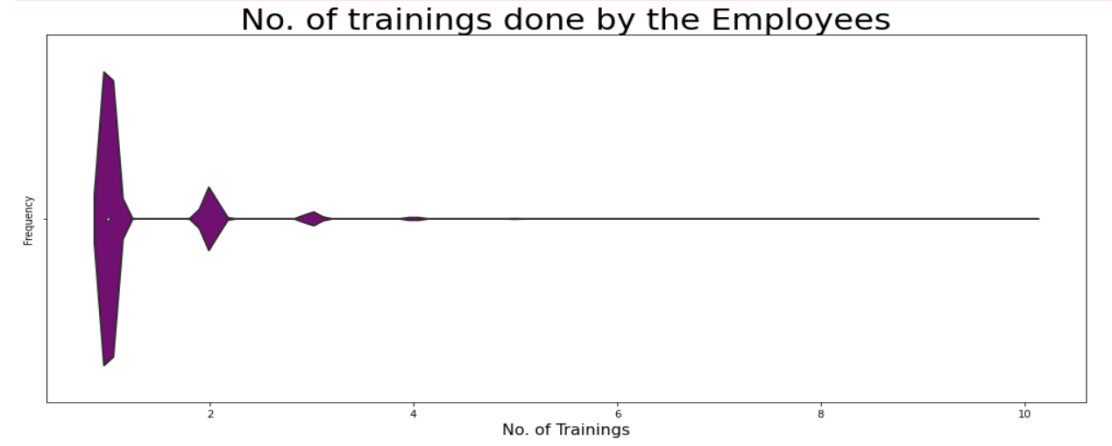 No. of trainings done by the Employees
Frequency
2 4 6 8 10
No. of Trainings